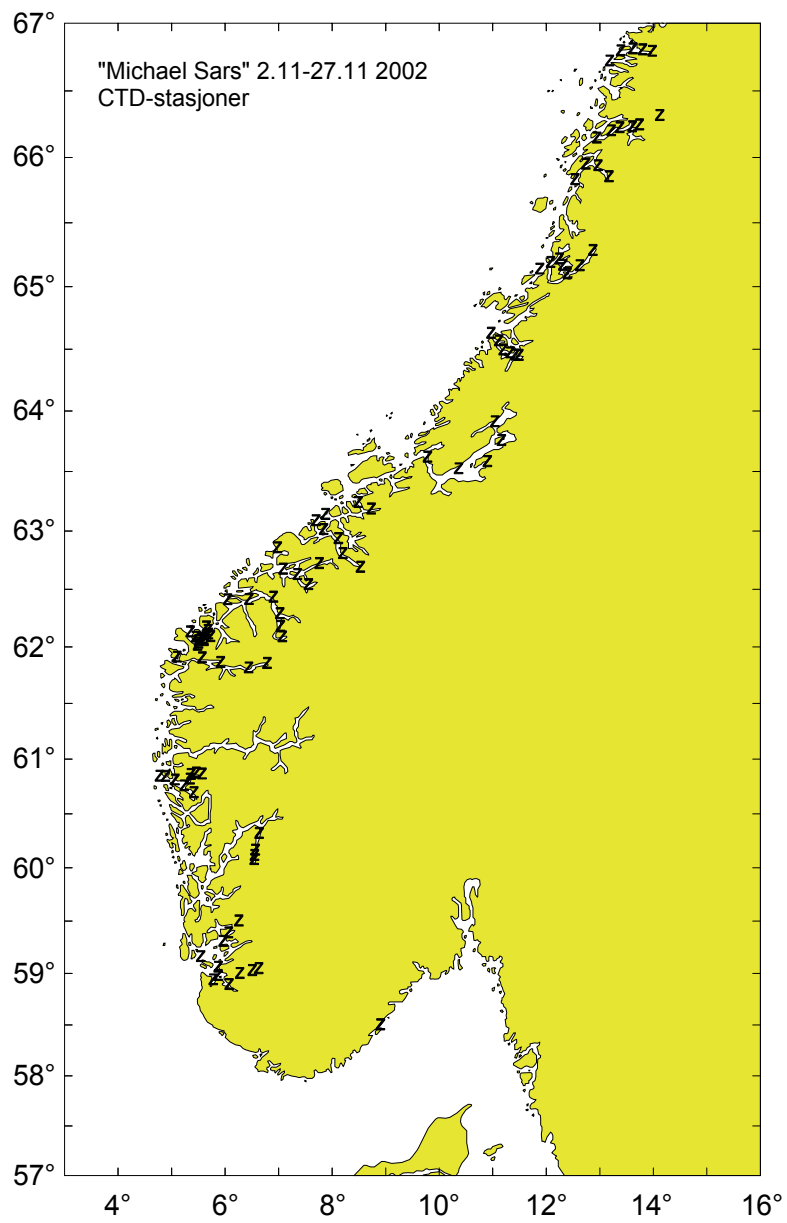 67°
"Michael Sars" 2.11-27.11 2002
CTD-stasjoner
66°
65°
64°
63°
62°
61°
60°
59°
58°
57°
4° 6° 8° 10° 12° 14° 16°
Z Z Z Z Z
Z Z Z Z Z Z Z
Z Z Z Z
Z Z Z Z Z Z Z Z
Z Z Z Z Z Z
Z Z Z Z Z
Z Z Z Z Z Z Z Z
Z Z Z Z Z
Z Z Z Z Z Z
Z Z Z Z Z
Z Z Z Z Z Z Z Z
Z Z Z Z
Z Z Z Z Z Z Z Z Z
Z